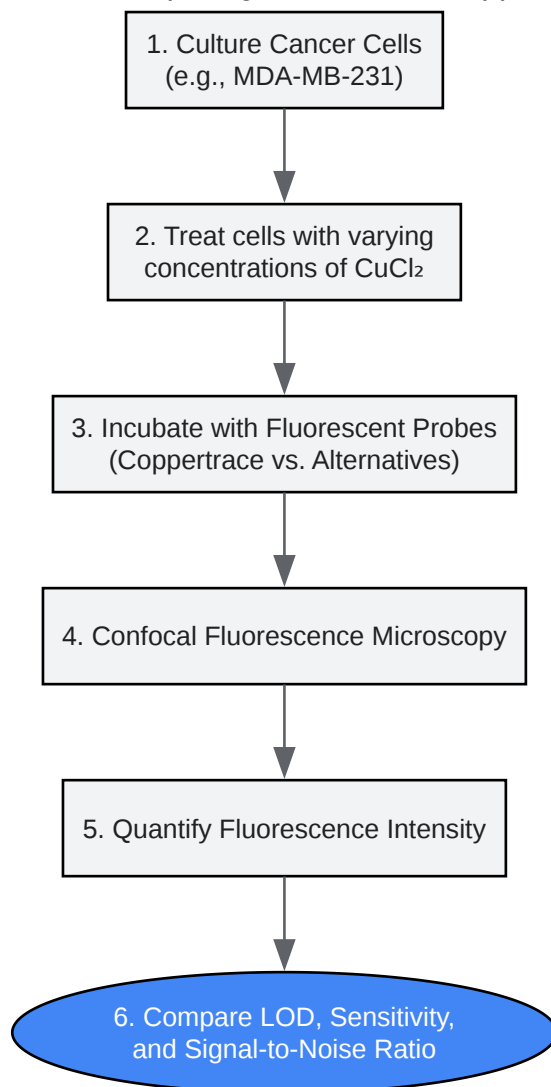 1. Culture Cancer Cells
(e.g., MDA-MB-231)
2. Treat cells with varying
concentrations of CuCl₂
3. Incubate with Fluorescent Probes
(Coppertrace vs. Alternatives)
4. Confocal Fluorescence Microscopy
5. Quantify Fluorescence Intensity
6. Compare LOD, Sensitivity,
and Signal-to-Noise Ratio